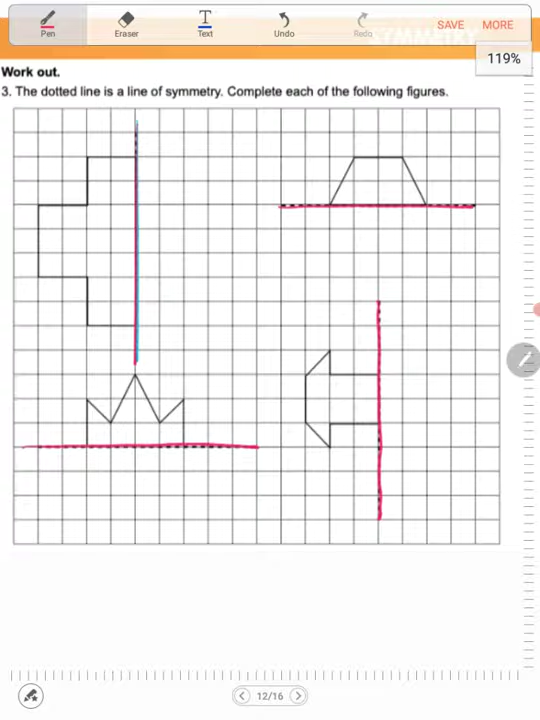 SAVE
MORE
Pen
Eraser
Text
Undo
Redo
SYMMETRY
119%
Work out.
3. The dotted line is a line of symmetry. Complete each of the following figures.
12/16